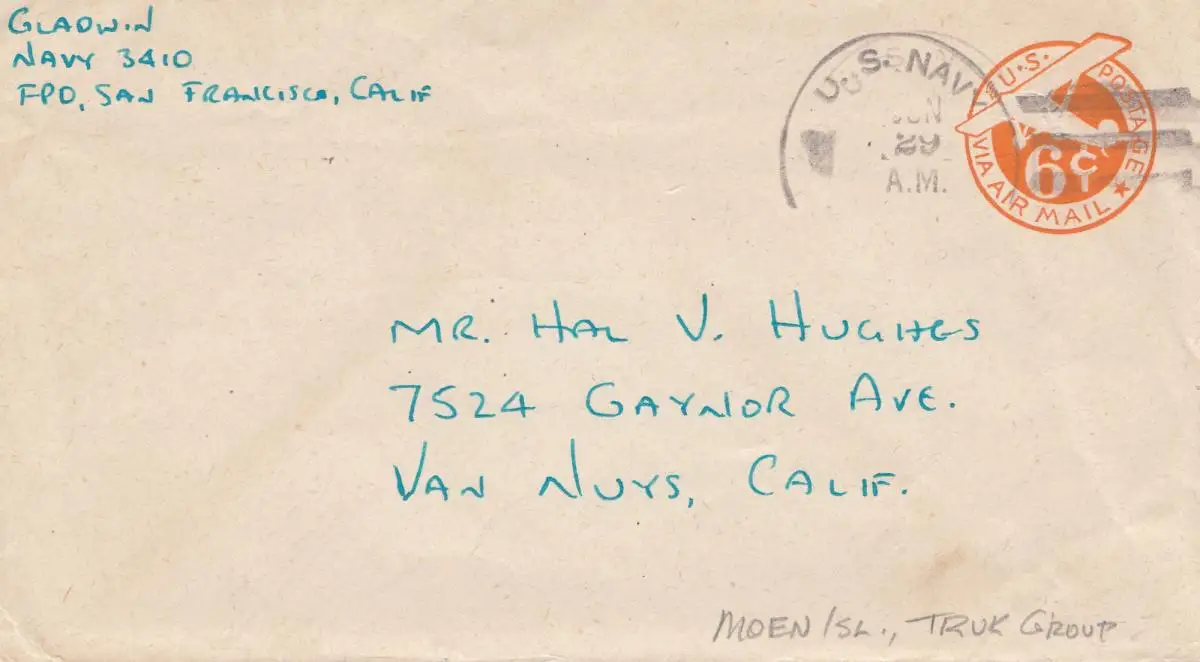 GLADWIN
NAVY 3410
FPO, SAN FRANCISCO, CALIF
U.S. NAVY
JUN
29
A.M.
U.S. POSTAGE
6c
VIA AIR MAIL
MR. HAL V. HUGHES
7524 GAYNOR AVE.
VAN NUYS, CALIF.
MOEN ISL., TRUK GROUP